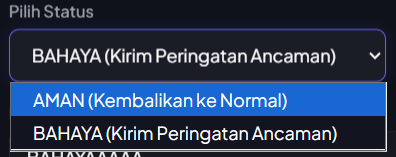 Pilih Status
BAHAYA (Kirim Peringatan Ancaman)
AMAN (Kembalikan ke Normal)
BAHAYA (Kirim Peringatan Ancaman)